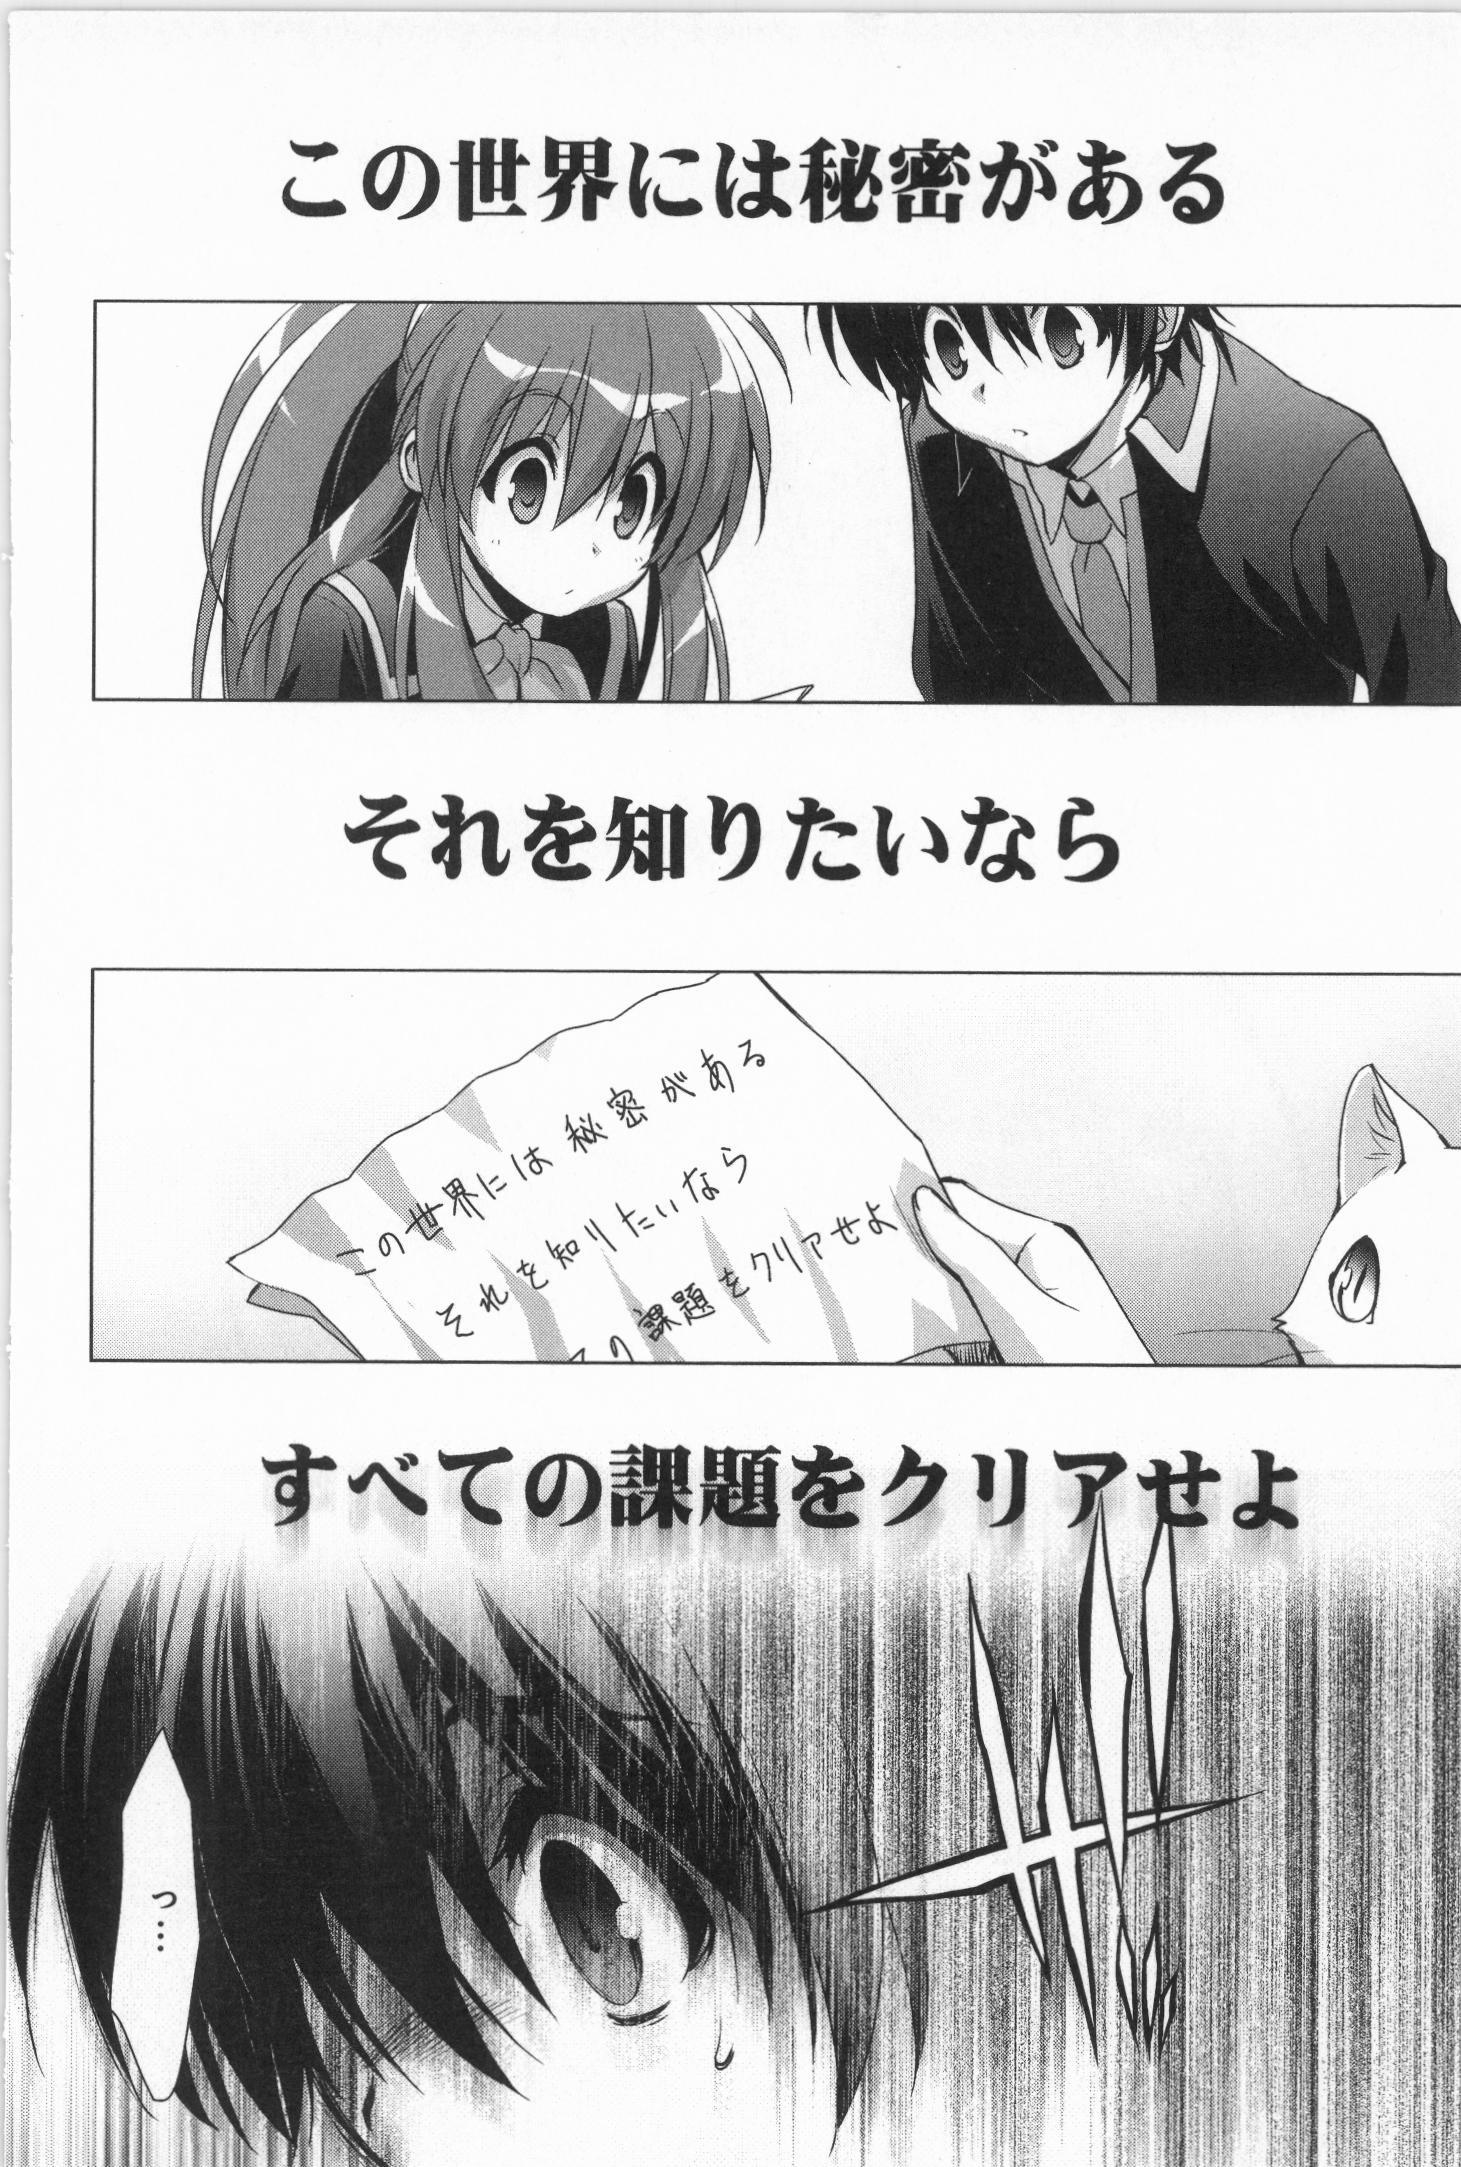 この世界には秘密がある
それを知りたいなら
この世界には秘密がある
それを知りたいなら
ての課題をクリアせよ
すべての課題をクリアせよ
っ…